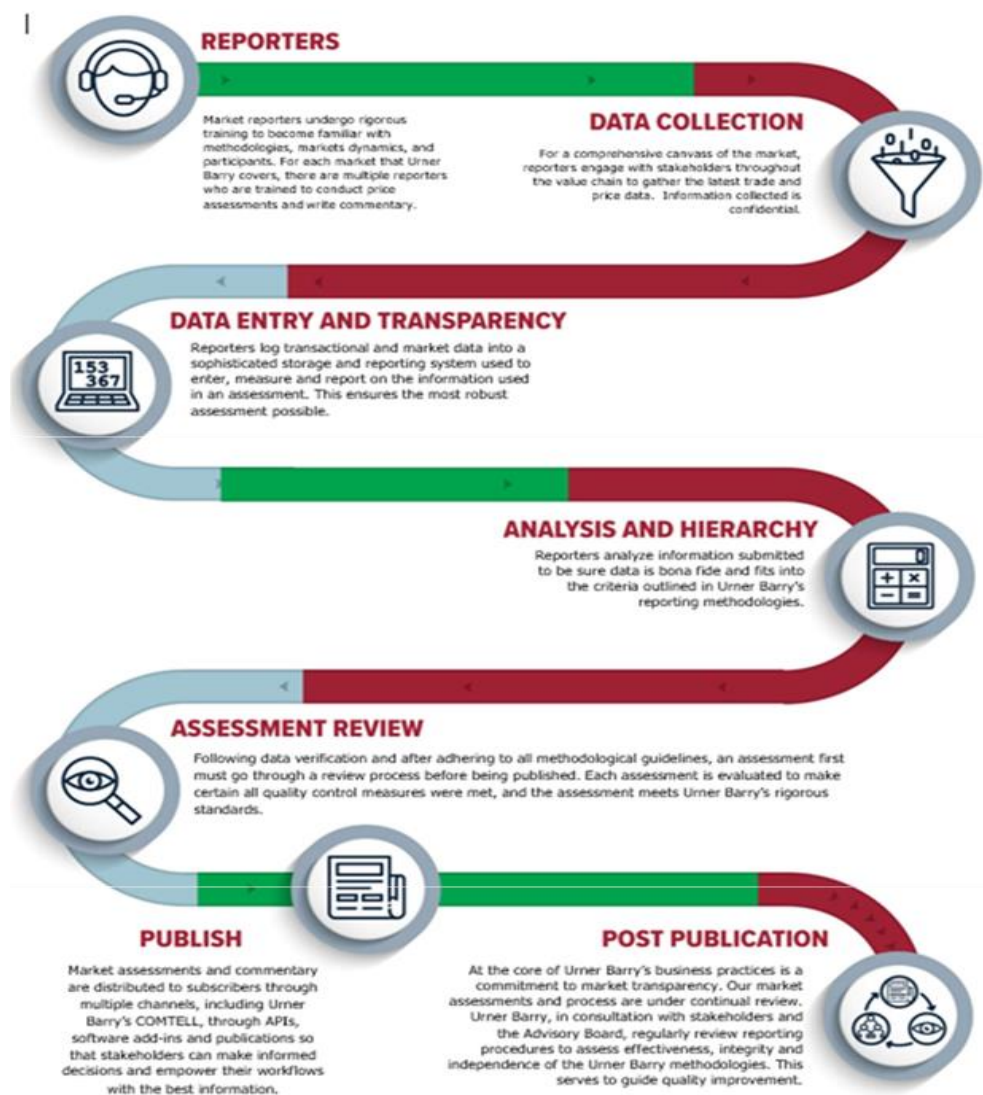 REPORTERS
Market reporters undergo rigorous
training to become familiar with
methodologies, markets dynamics, and
participants. For each market that Urner
Barry covers, there are multiple reporters
who are trained to conduct price
assessments and write commentary.
DATA COLLECTION
For a comprehensive canvass of the market,
reporters engage with stakeholders throughout
the value chain to gather the latest trade and
price data. Information collected is
confidential.
DATA ENTRY AND TRANSPARENCY
153
367
Reporters log transactional and market data into a
sophisticated storage and reporting system used to
enter, measure and report on the information used
in an assessment. This ensures the most robust
assessment possible.
ANALYSIS AND HIERARCHY
Reporters analyze information submitted
to be sure data is bona fide and fits into
the criteria outlined in Urner Barry's
reporting methodologies.
ASSESSMENT REVIEW
Following data verification and after adhering to all methodological guidelines, an assessment first
must go through a review process before being published. Each assessment is evaluated to make
certain all quality control measures were met, and the assessment meets Urner Barry's rigorous
standards.
PUBLISH
Market assessments and commentary
are distributed to subscribers through
multiple channels, including Urner
Barry's COMTELL, through APIs,
software add-ins and publications so
that stakeholders can make informed
decisions and empower their workflows
with the best information.
POST PUBLICATION
At the core of Urner Barry's business practices is a
commitment to market transparency. Our market
assessments and process are under continual review.
Urner Barry, in consultation with stakeholders and
the Advisory Board, regularly review reporting
procedures to assess effectiveness, integrity and
independence of the Urner Barry methodologies. This
serves to guide quality improvement.